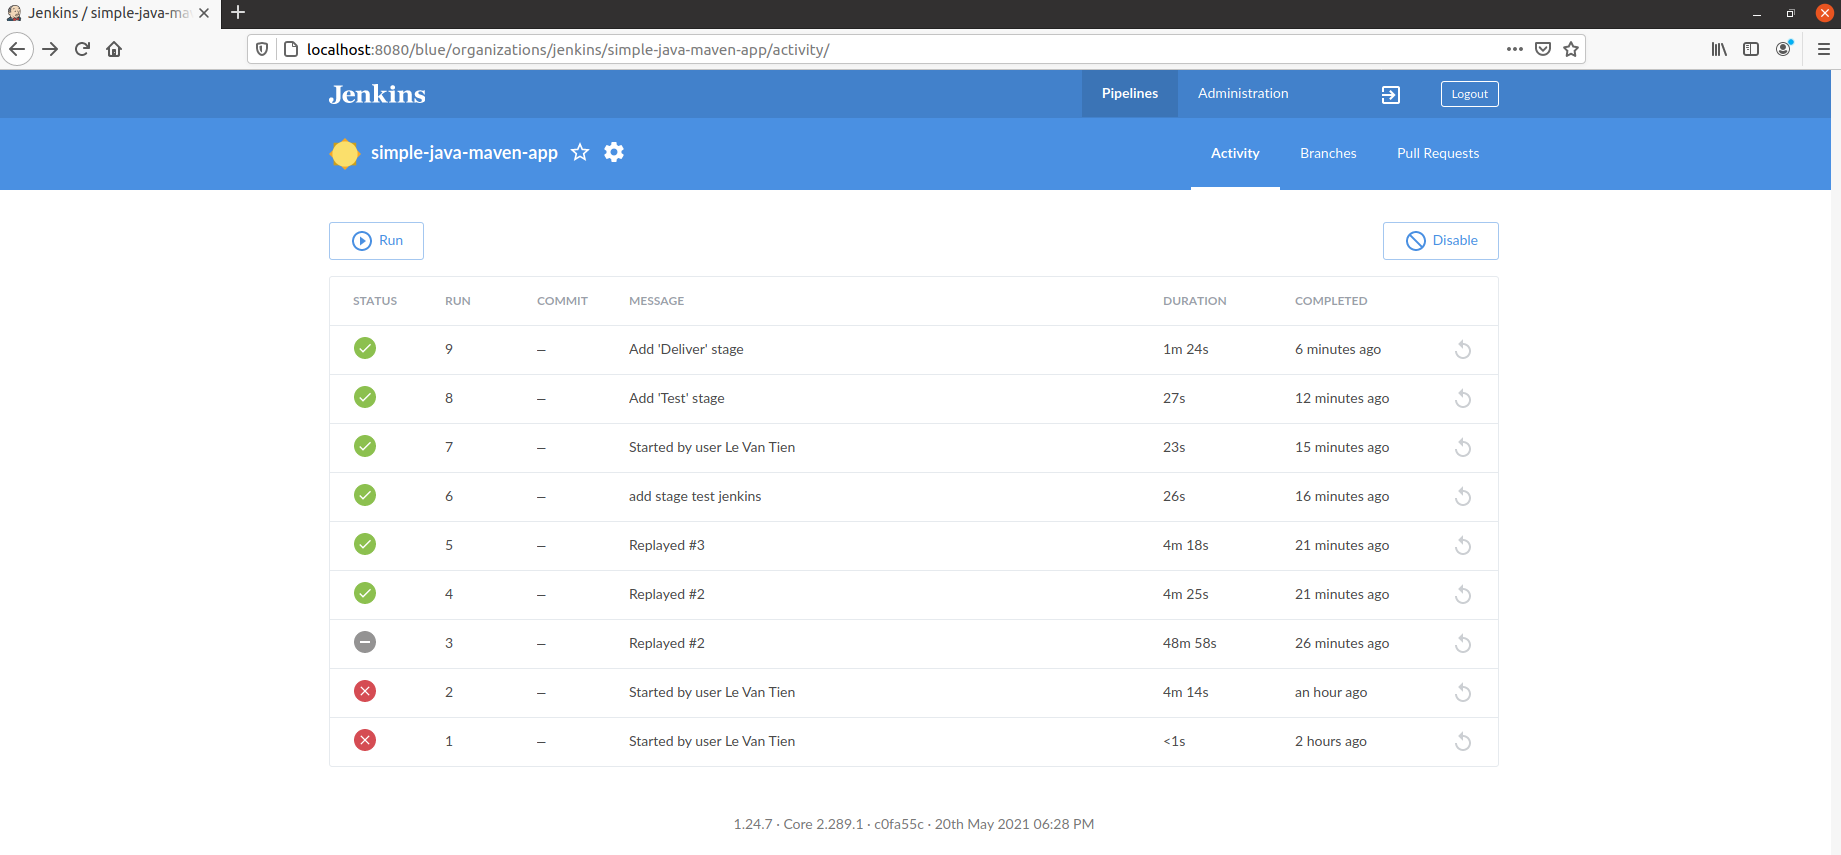 Jenkins / simple-java-ma
localhost:8080/blue/organizations/jenkins/simple-java-maven-app/activity/
Jenkins Pipelines Administration Logout
simple-java-maven-app Activity Branches Pull Requests
Run Disable
STATUS RUN COMMIT MESSAGE DURATION COMPLETED
9 — Add 'Deliver' stage 1m 24s 6 minutes ago
8 — Add 'Test' stage 27s 12 minutes ago
7 — Started by user Le Van Tien 23s 15 minutes ago
6 — add stage test jenkins 26s 16 minutes ago
5 — Replayed #3 4m 18s 21 minutes ago
4 — Replayed #2 4m 25s 21 minutes ago
3 — Replayed #2 48m 58s 26 minutes ago
2 — Started by user Le Van Tien 4m 14s an hour ago
1 — Started by user Le Van Tien <1s 2 hours ago
1.24.7 · Core 2.289.1 · c0fa55c · 20th May 2021 06:28 PM